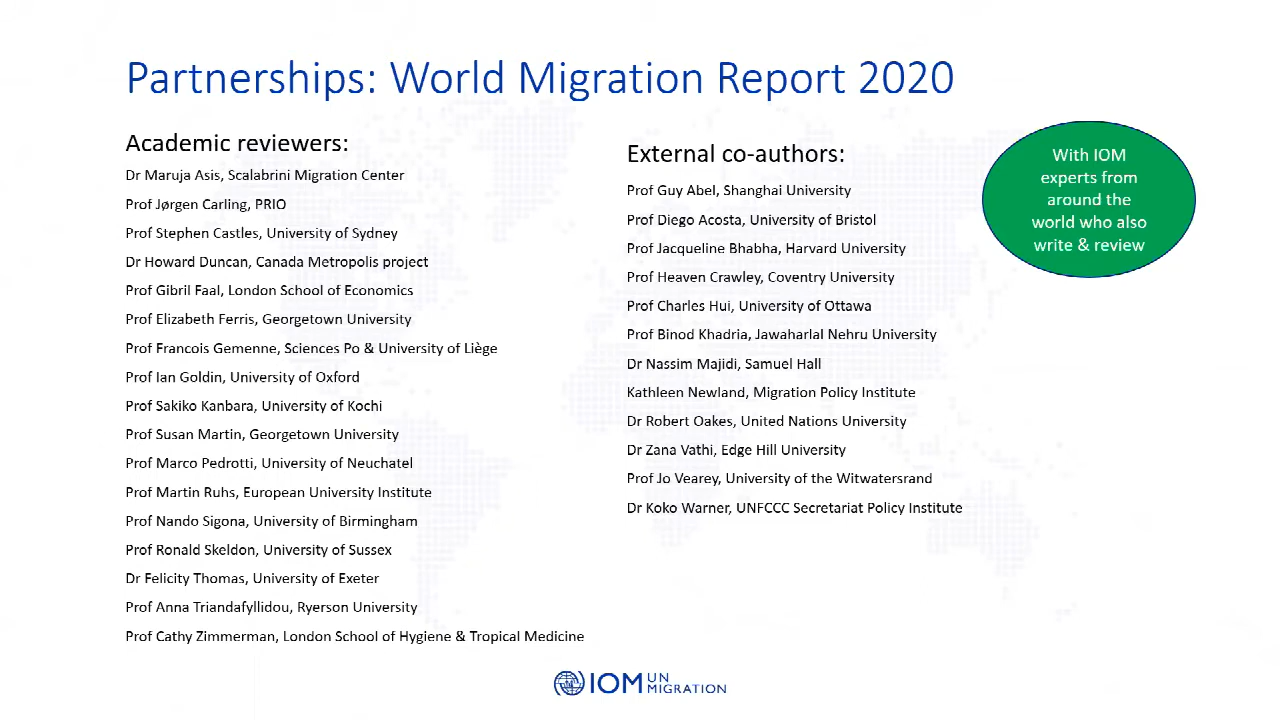 Partnerships: World Migration Report 2020
Academic reviewers:
Dr Maruja Asis, Scalabrini Migration Center
Prof Jørgen Carling, PRIO
Prof Stephen Castles, University of Sydney
Dr Howard Duncan, Canada Metropolis project
Prof Gibril Faal, London School of Economics
Prof Elizabeth Ferris, Georgetown University
Prof Francois Gemenne, Sciences Po & University of Liège
Prof Ian Goldin, University of Oxford
Prof Sakiko Kanbara, University of Kochi
Prof Susan Martin, Georgetown University
Prof Marco Pedrotti, University of Neuchatel
Prof Martin Ruhs, European University Institute
Prof Nando Sigona, University of Birmingham
Prof Ronald Skeldon, University of Sussex
Dr Felicity Thomas, University of Exeter
Prof Anna Triandafyllidou, Ryerson University
Prof Cathy Zimmerman, London School of Hygiene & Tropical Medicine
External co-authors:
Prof Guy Abel, Shanghai University
Prof Diego Acosta, University of Bristol
Prof Jacqueline Bhabha, Harvard University
Prof Heaven Crawley, Coventry University
Prof Charles Hui, University of Ottawa
Prof Binod Khadria, Jawaharlal Nehru University
Dr Nassim Majidi, Samuel Hall
Kathleen Newland, Migration Policy Institute
Dr Robert Oakes, United Nations University
Dr Zana Vathi, Edge Hill University
Prof Jo Vearey, University of the Witwatersrand
Dr Koko Warner, UNFCCC Secretariat Policy Institute
With IOM
experts from
around the
world who also
write & review
IOM UN
MIGRATION